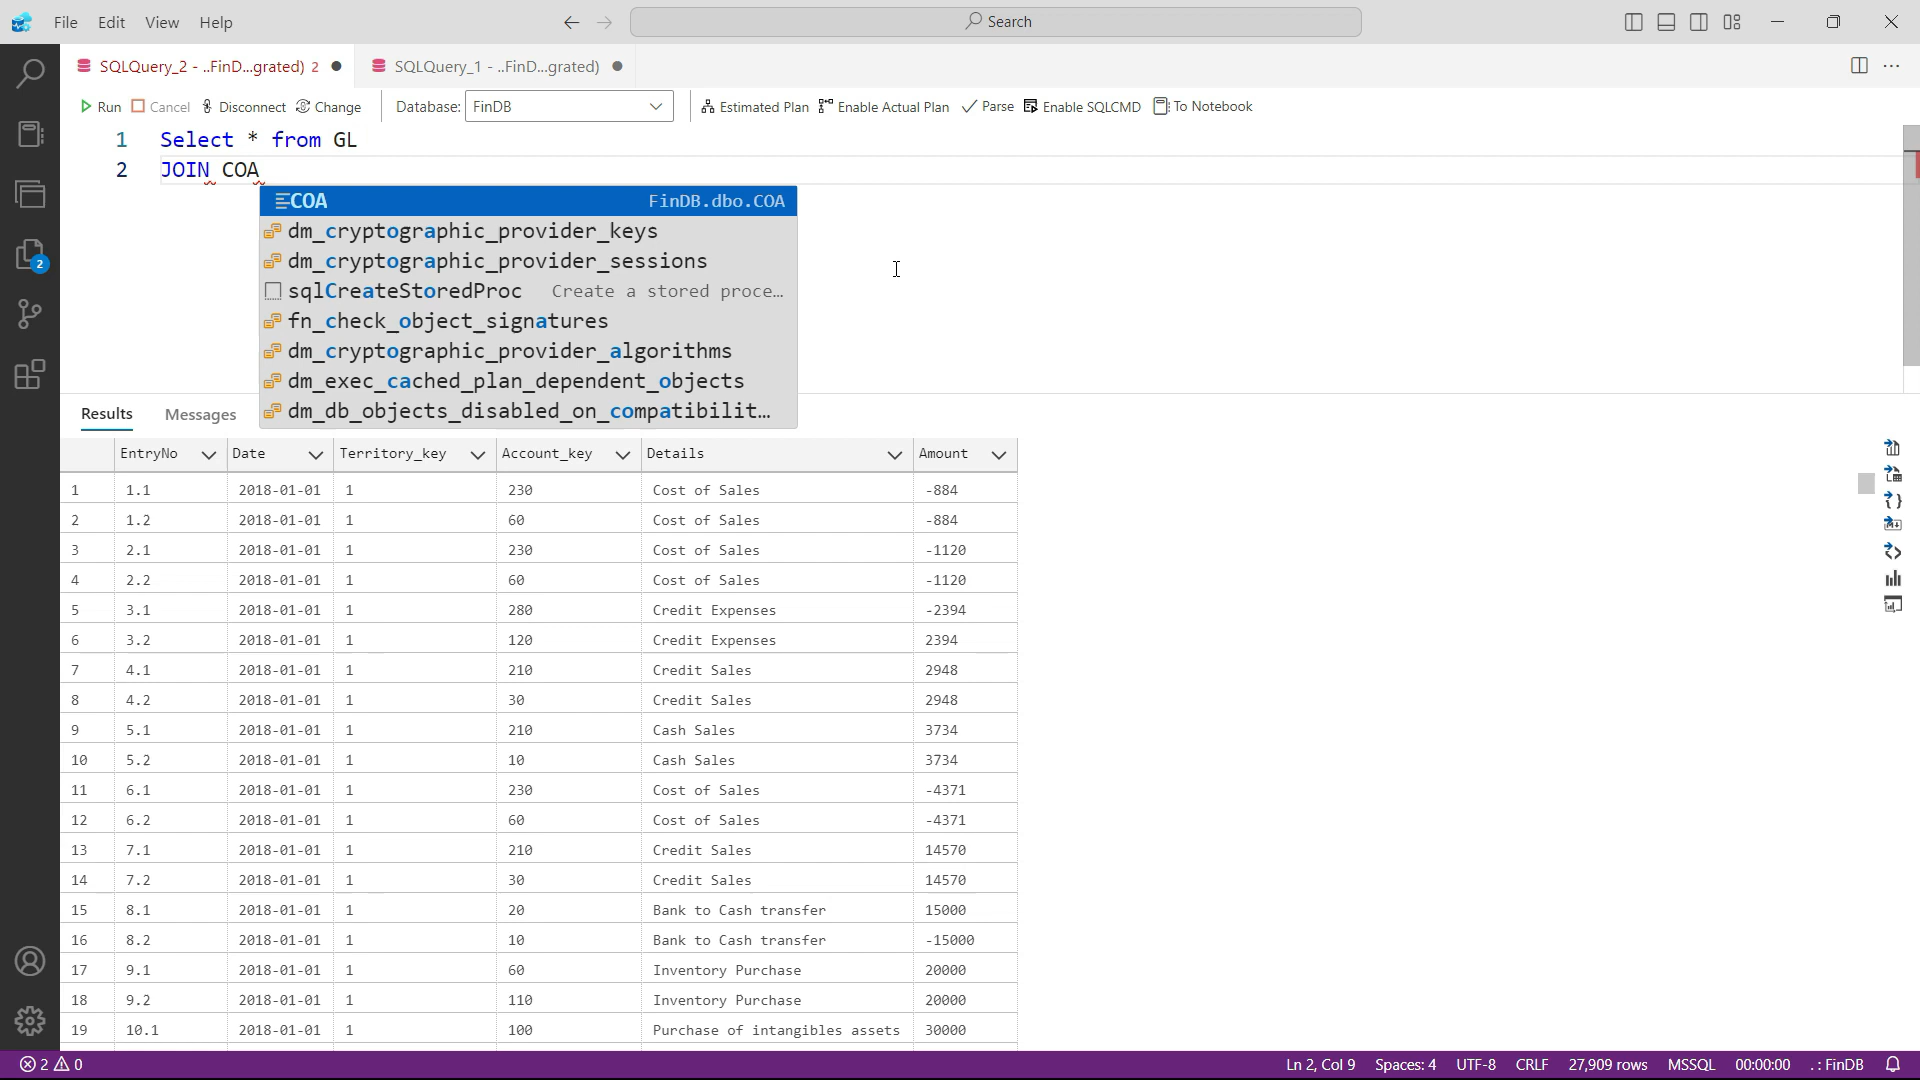 File Edit View Help Search
SQLQuery_2 - ..FinD...grated) 2 SQLQuery_1 - ..FinD...grated)
Run Cancel Disconnect Change Database: FinDB Estimated Plan Enable Actual Plan Parse Enable SQLCMD To Notebook
1 Select * from GL
2 JOIN COA
COA FinDB.dbo.COA
dm_cryptographic_provider_keys
dm_cryptographic_provider_sessions
sqlCreateStoredProc Create a stored proce…
fn_check_object_signatures
dm_cryptographic_provider_algorithms
dm_exec_cached_plan_dependent_objects
dm_db_objects_disabled_on_compatibilit…
2
Results Messages
EntryNo Date Territory_key Account_key Details Amount
1 1.1 2018-01-01 1 230 Cost of Sales -884
2 1.2 2018-01-01 1 60 Cost of Sales -884
3 2.1 2018-01-01 1 230 Cost of Sales -1120
4 2.2 2018-01-01 1 60 Cost of Sales -1120
5 3.1 2018-01-01 1 280 Credit Expenses -2394
6 3.2 2018-01-01 1 120 Credit Expenses 2394
7 4.1 2018-01-01 1 210 Credit Sales 2948
8 4.2 2018-01-01 1 30 Credit Sales 2948
9 5.1 2018-01-01 1 210 Cash Sales 3734
10 5.2 2018-01-01 1 10 Cash Sales 3734
11 6.1 2018-01-01 1 230 Cost of Sales -4371
12 6.2 2018-01-01 1 60 Cost of Sales -4371
13 7.1 2018-01-01 1 210 Credit Sales 14570
14 7.2 2018-01-01 1 30 Credit Sales 14570
15 8.1 2018-01-01 1 20 Bank to Cash transfer 15000
16 8.2 2018-01-01 1 10 Bank to Cash transfer -15000
17 9.1 2018-01-01 1 60 Inventory Purchase 20000
18 9.2 2018-01-01 1 110 Inventory Purchase 20000
19 10.1 2018-01-01 1 100 Purchase of intangibles assets 30000
2 0 Ln 2, Col 9 Spaces: 4 UTF-8 CRLF 27,909 rows MSSQL 00:00:00 . : FinDB